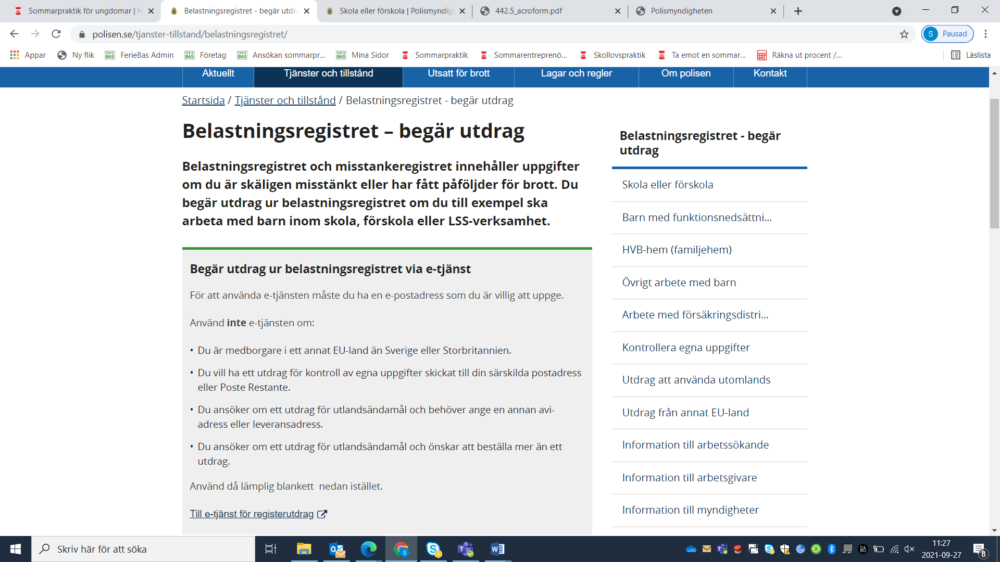 Sommarpraktik för ungdomar | H
Belastningsregistret - begär utdra
Skola eller förskola | Polismyndig
442.5_acroform.pdf
Polismyndigheten
polisen.se/tjanster-tillstand/belastningsregistret/
S Pausad
Appar
Ny flik
FERIE BAS FerieBas Admin
FERIE BAS Företag
FERIE BAS Ansökan sommarpr...
FERIE BAS Mina Sidor
Sommarpraktik
Sommarentreprenö...
Skollovspraktik
Ta emot en sommar...
Räkna ut procent /...
Läslista
Aktuellt
Tjänster och tillstånd
Utsatt för brott
Lagar och regler
Om polisen
Kontakt
Startsida / Tjänster och tillstånd / Belastningsregistret - begär utdrag
Belastningsregistret – begär utdrag
Belastningsregistret och misstankeregistret innehåller uppgifter
om du är skäligen misstänkt eller har fått påföljder för brott. Du
begär utdrag ur belastningsregistret om du till exempel ska
arbeta med barn inom skola, förskola eller LSS-verksamhet.
Begär utdrag ur belastningsregistret via e-tjänst
För att använda e-tjänsten måste du ha en e-postadress som du är villig att uppge.
Använd inte e-tjänsten om:
• Du är medborgare i ett annat EU-land än Sverige eller Storbritannien.
• Du vill ha ett utdrag för kontroll av egna uppgifter skickat till din särskilda postadress
eller Poste Restante.
• Du ansöker om ett utdrag för utlandsändamål och behöver ange en annan avi-
adress eller leveransadress.
• Du ansöker om ett utdrag för utlandsändamål och önskar att beställa mer än ett
utdrag.
Använd då lämplig blankett  nedan istället.
Till e-tjänst för registerutdrag
Belastningsregistret - begär
utdrag
Skola eller förskola
Barn med funktionsnedsättni...
HVB-hem (familjehem)
Övrigt arbete med barn
Arbete med försäkringsdistri...
Kontrollera egna uppgifter
Utdrag att använda utomlands
Utdrag från annat EU-land
Information till arbetssökande
Information till arbetsgivare
Information till myndigheter
Skriv här för att söka
11:27
2021-09-27
8